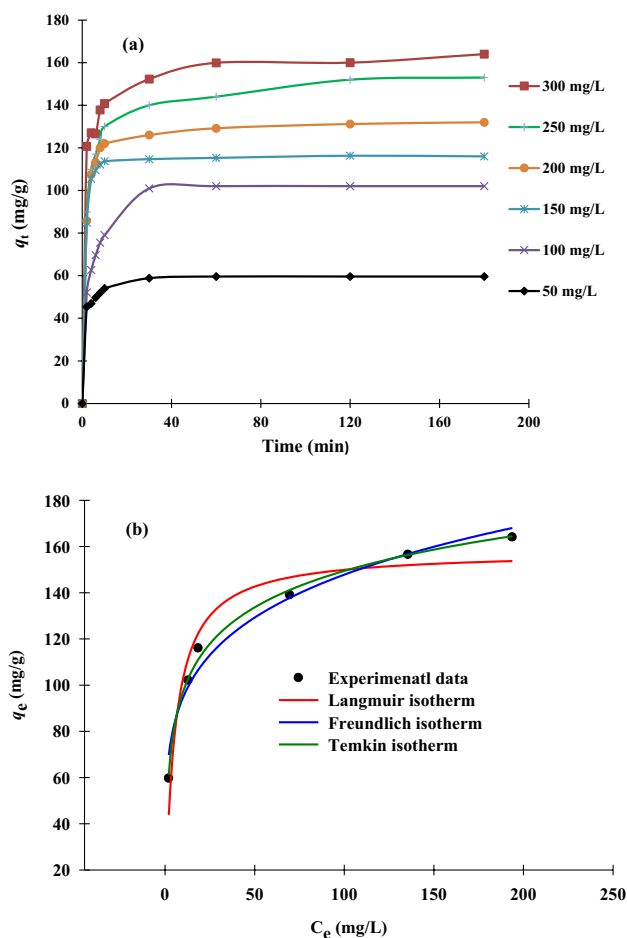 (a)
180
160
140
120
100
80
60
40
20
0
qt (mg/g)
0 40 80 120 160 200
Time (min)
300 mg/L
250 mg/L
200 mg/L
150 mg/L
100 mg/L
50 mg/L
(b)
180
160
140
120
100
80
60
40
20
qe (mg/g)
Experimenatl data
Langmuir isotherm
Freundlich isotherm
Temkin isotherm
0 50 100 150 200
Ce (mg/L)